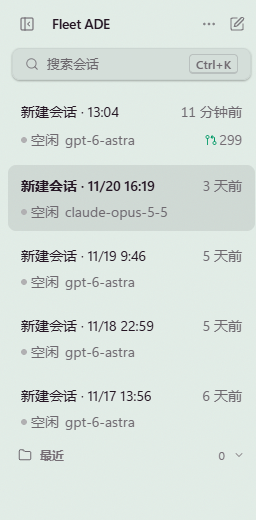 Fleet ADE
搜索会话 Ctrl+K
新建会话 · 13:04 11 分钟前
空闲 gpt-6-astra 299
新建会话 · 11/20 16:19 3 天前
空闲 claude-opus-5-5
新建会话 · 11/19 9:46 5 天前
空闲 gpt-6-astra
新建会话 · 11/18 22:59 5 天前
空闲 gpt-6-astra
新建会话 · 11/17 13:56 6 天前
空闲 gpt-6-astra
最近 0